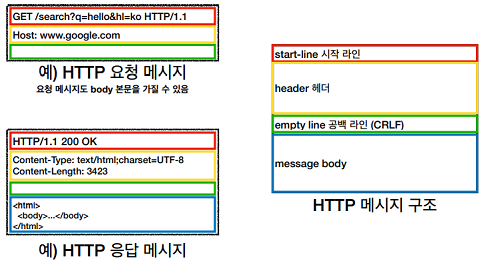 GET /search?q=hello&hl=ko HTTP/1.1
Host: www.google.com
예) HTTP 요청 메시지
요청 메시지도 body 본문을 가질 수 있음
HTTP/1.1 200 OK
Content-Type: text/html;charset=UTF-8
Content-Length: 3423
<html>
<body>...</body>
</html>
예) HTTP 응답 메시지
start-line 시작 라인
header 헤더
empty line 공백 라인 (CRLF)
message body
HTTP 메시지 구조